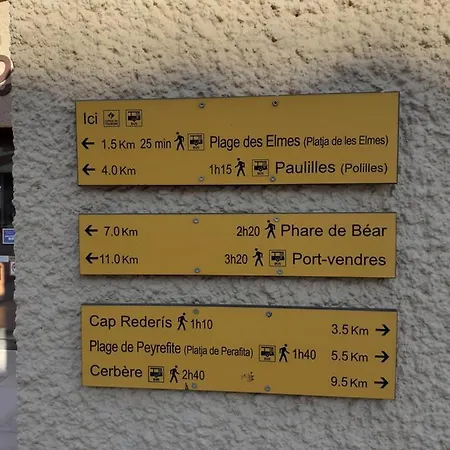 Ici
← 1.5 Km 25 min Plage des Elmes (Platja de les Elmes)
← 4.0 Km 1h15 Paulilles (Polilles)
← 7.0 Km 2h20 Phare de Béar
← 11.0 Km 3h20 Port-vendres
Cap Rederís 1h10 3.5 Km →
Plage de Peyrefite (Platja de Perafita) 1h40 5.5 Km →
Cerbère 2h40 9.5 Km →